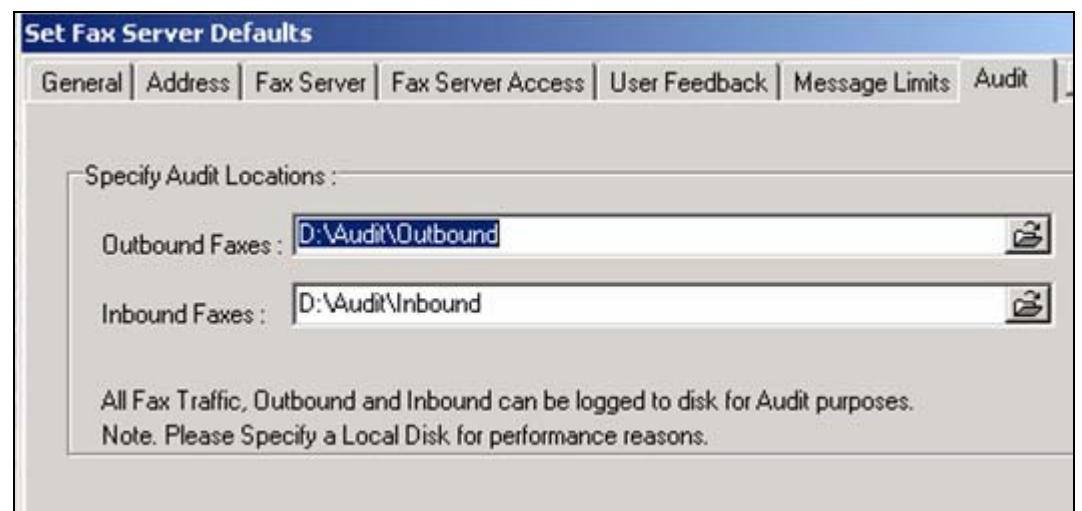 Set Fax Server Defaults
General Address Fax Server Fax Server Access User Feedback Message Limits Audit
Specify Audit Locations :
Outbound Faxes : D:\Audit\Outbound
Inbound Faxes : D:\Audit\Inbound
All Fax Traffic, Outbound and Inbound can be logged to disk for Audit purposes.
Note. Please Specify a Local Disk for performance reasons.